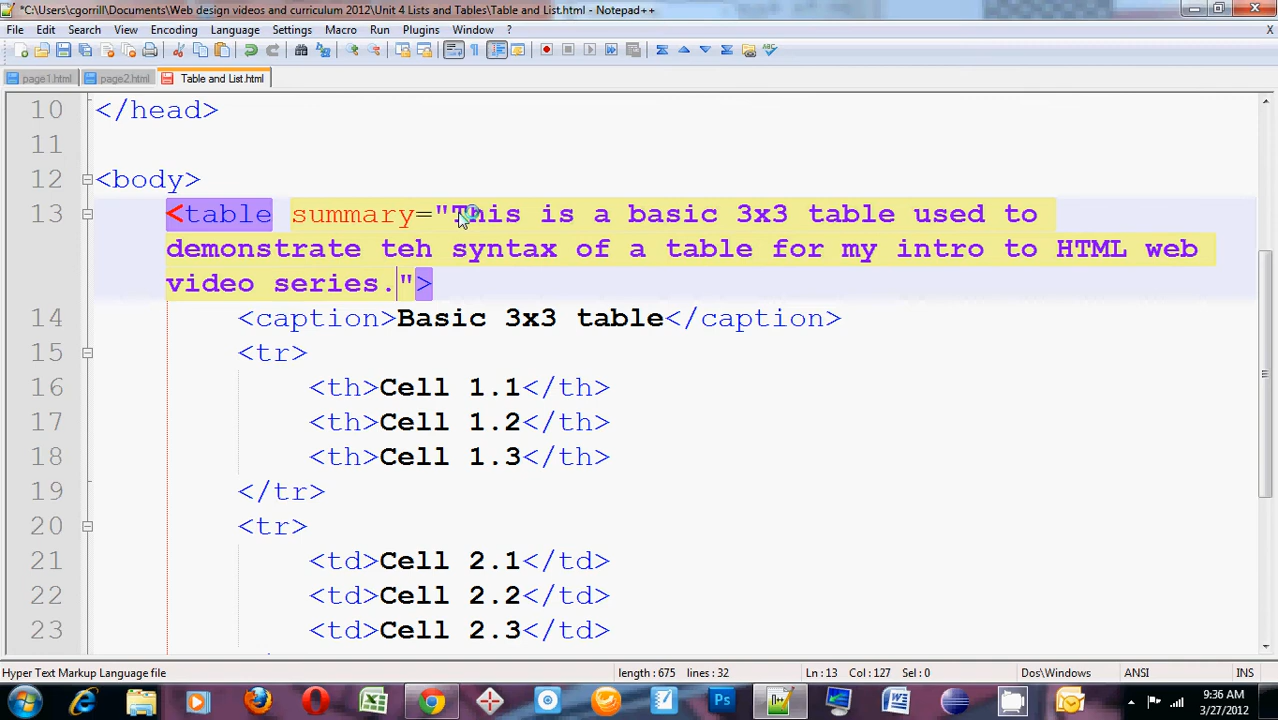 *C:\Users\cgorrill\Documents\Web design videos and curriculum 2012\Unit 4 Lists and Tables\Table and List.html - Notepad++
File Edit Search View Encoding Language Settings Macro Run Plugins Window ? X
page1.html page2.html Table and List.html
10 </head>
11
12 <body>
13 <table summary="This is a basic 3x3 table used to
demonstrate teh syntax of a table for my intro to HTML web
video series.">
14 <caption>Basic 3x3 table</caption>
15 <tr>
16 <th>Cell 1.1</th>
17 <th>Cell 1.2</th>
18 <th>Cell 1.3</th>
19 </tr>
20 <tr>
21 <td>Cell 2.1</td>
22 <td>Cell 2.2</td>
23 <td>Cell 2.3</td>
Hyper Text Markup Language file length : 675 lines : 32 Ln : 13 Col : 127 Sel : 0 Dos\Windows ANSI INS
Ps W 9:36 AM
3/27/2012